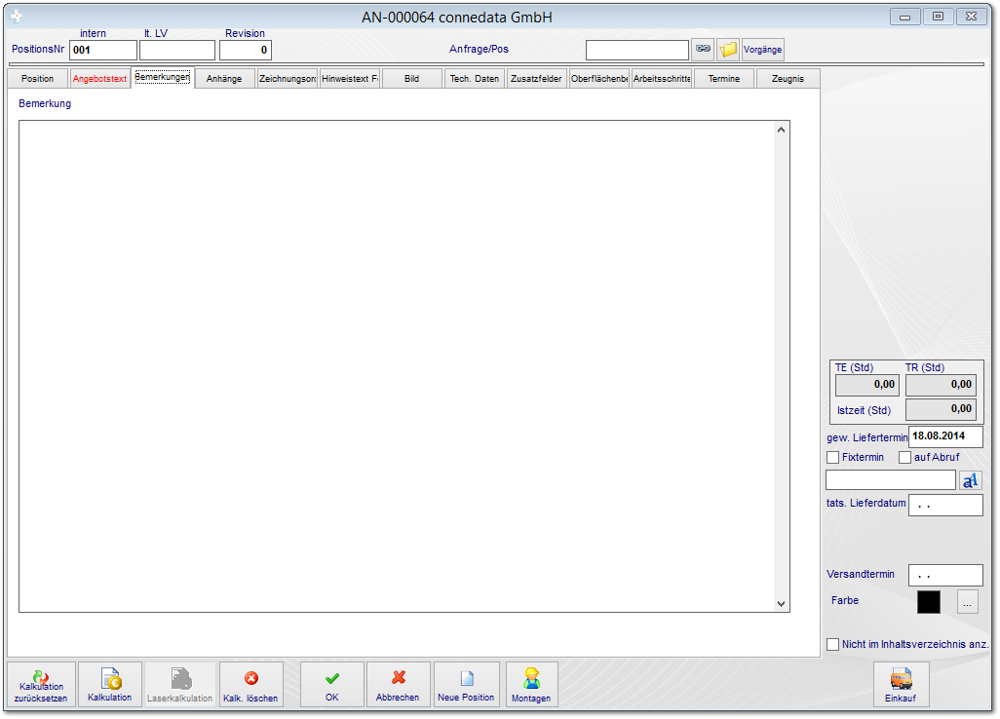 AN-000064 connedata GmbH
intern lt. LV Revision
PositionsNr 001 0 Anfrage/Pos Vorgänge
Position Angebotstext Bemerkungen Anhänge Zeichnungsord Hinweistext F Bild Tech. Daten Zusatzfelder Oberflächenbe Arbeitsschritte Termine Zeugnis
Bemerkung
TE (Std) TR (Std)
0,00 0,00
Istzeit (Std) 0,00
gew. Liefertermin 18.08.2014
Fixtermin auf Abruf
aA
tats. Lieferdatum . .
Versandtermin . .
Farbe ...
Nicht im Inhaltsverzeichnis anz.
Kalkulation
zurücksetzen
Kalkulation
Laserkalkulation
Kalk. löschen
OK
Abbrechen
Neue Position
Montagen
Einkauf